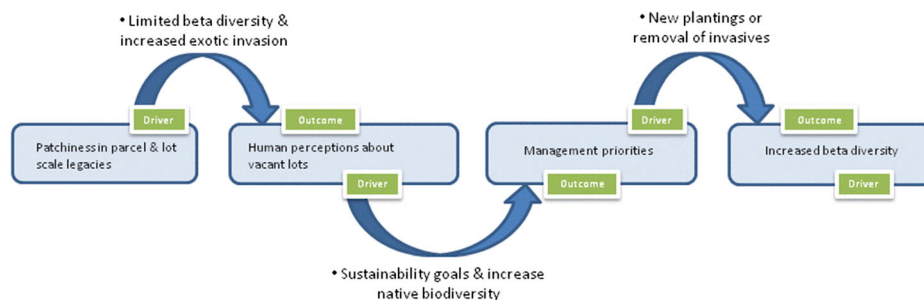 • Limited beta diversity &
increased exotic invasion
• New plantings or
removal of invasives
Driver
Outcome
Driver
Outcome
Patchiness in parcel & lot
scale legacies
Human perceptions about
vacant lots
Management priorities
Increased beta diversity
Driver
Outcome
Driver
• Sustainability goals & increase
native biodiversity